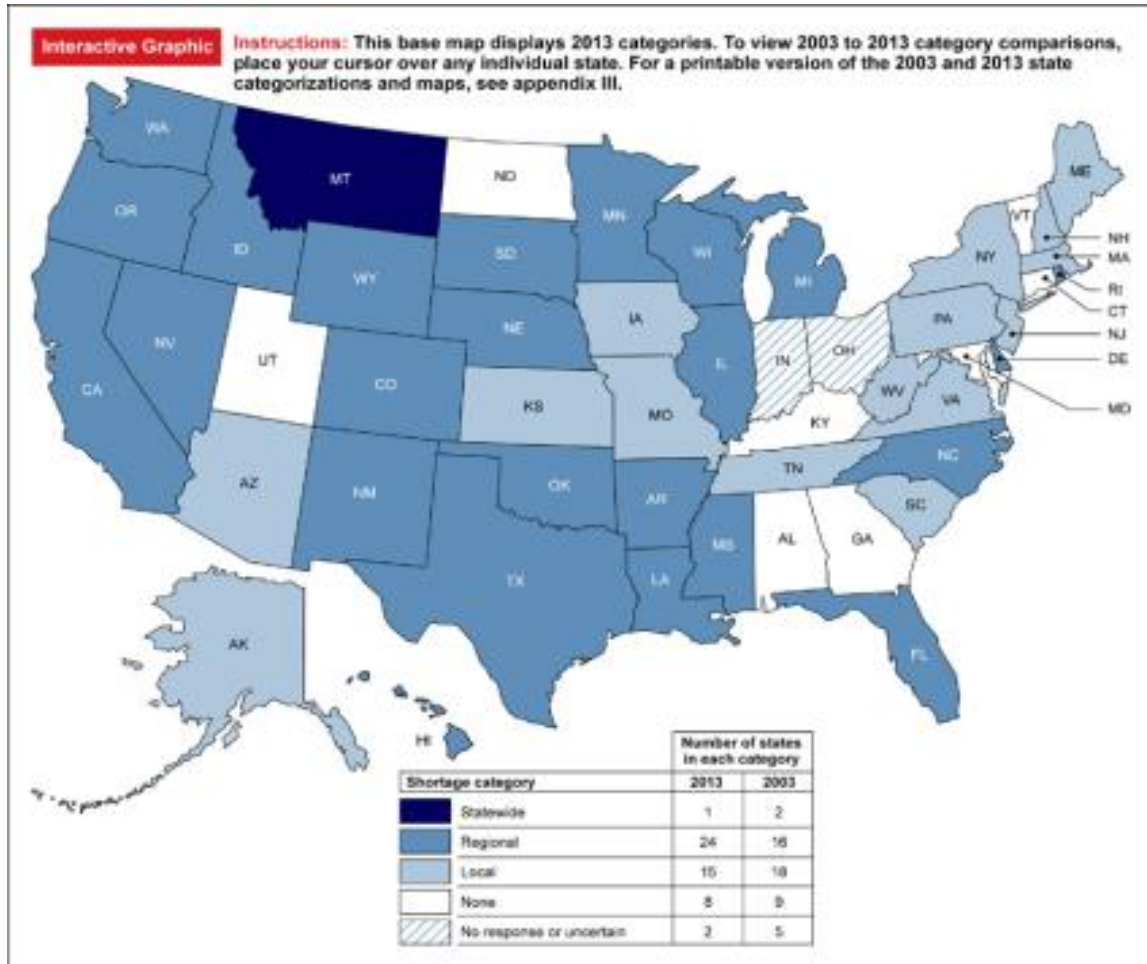 Interactive Graphic
Instructions: This base map displays 2013 categories. To view 2003 to 2013 category comparisons,
place your cursor over any individual state. For a printable version of the 2003 and 2013 state
categorizations and maps, see appendix III.
WA
MT
ND
MN
ME
OR
ID
SD
WI
VT
NH
WY
MI
NY
MA
RI
CT
NV
NE
IA
PA
NJ
UT
IL
IN
OH
DE
CA
CO
KS
MO
WV
VA
MD
KY
AZ
NM
OK
AR
TN
NC
SC
TX
LA
MS
AL
GA
AK
FL
HI
Number of states
in each category
Shortage category 2013 2003
Statewide 1 2
Regional 24 16
Local 15 18
None 8 9
No response or uncertain 2 5